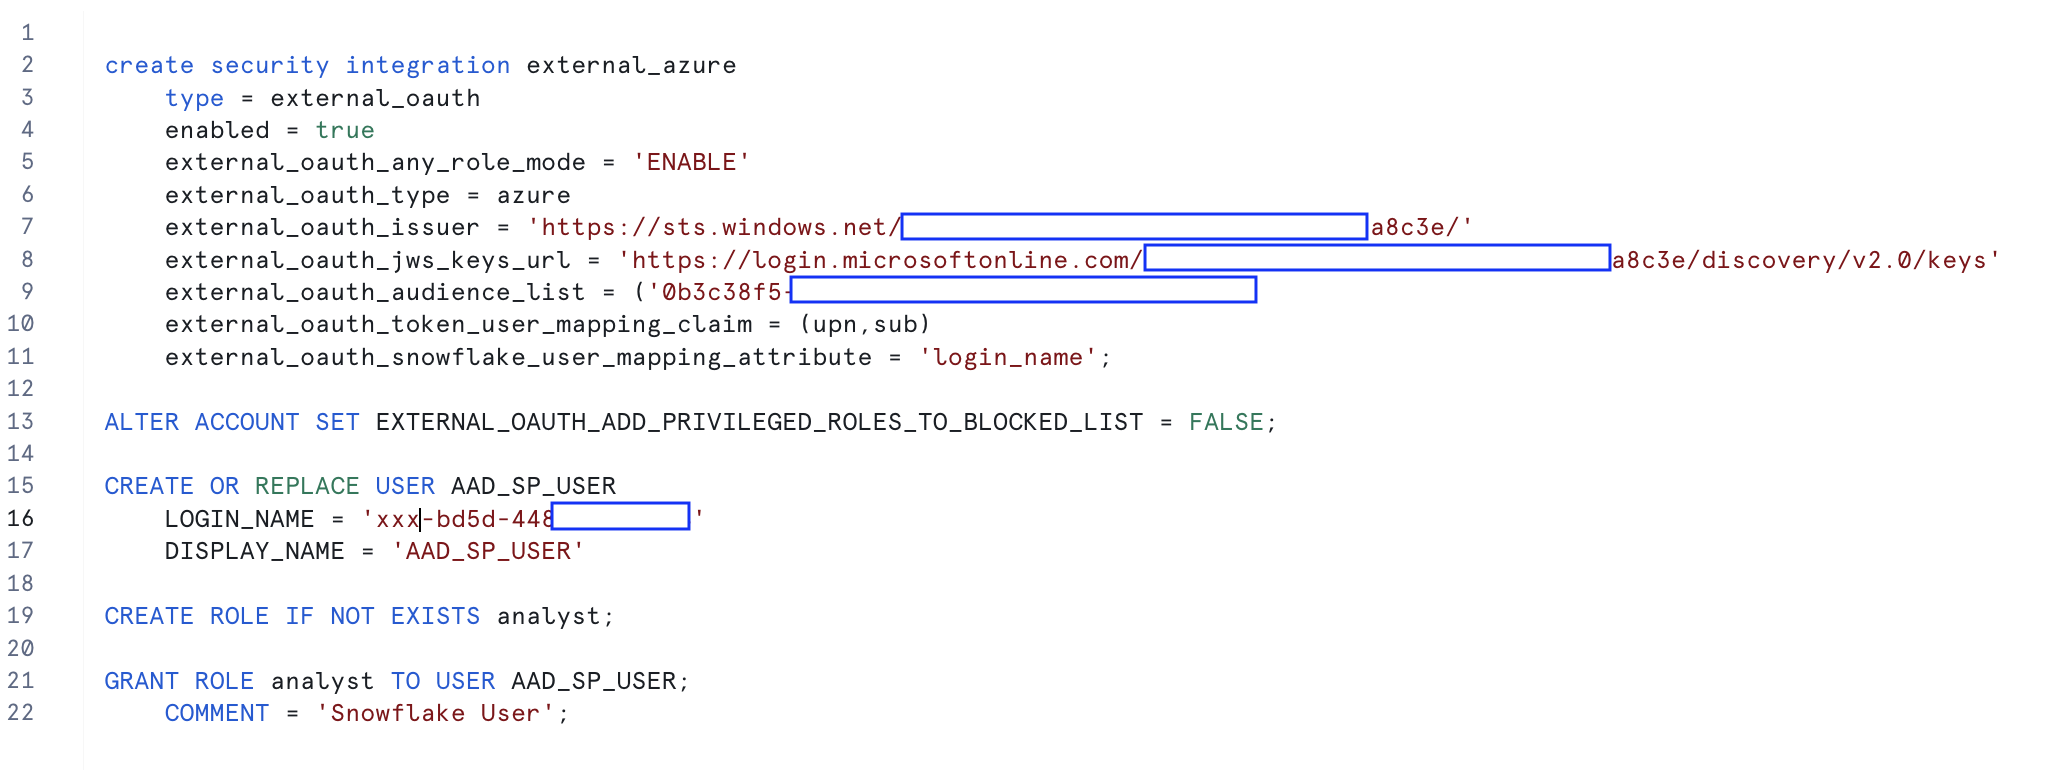 1
2 create security integration external_azure
3 type = external_oauth
4 enabled = true
5 external_oauth_any_role_mode = 'ENABLE'
6 external_oauth_type = azure
7 external_oauth_issuer = 'https://sts.windows.net/ a8c3e/'
8 external_oauth_jws_keys_url = 'https://login.microsoftonline.com/ a8c3e/discovery/v2.0/keys'
9 external_oauth_audience_list = ('0b3c38f5-
10 external_oauth_token_user_mapping_claim = (upn,sub)
11 external_oauth_snowflake_user_mapping_attribute = 'login_name';
12
13 ALTER ACCOUNT SET EXTERNAL_OAUTH_ADD_PRIVILEGED_ROLES_TO_BLOCKED_LIST = FALSE;
14
15 CREATE OR REPLACE USER AAD_SP_USER
16 LOGIN_NAME = 'xxx-bd5d-448 '
17 DISPLAY_NAME = 'AAD_SP_USER'
18
19 CREATE ROLE IF NOT EXISTS analyst;
20
21 GRANT ROLE analyst TO USER AAD_SP_USER;
22 COMMENT = 'Snowflake User';